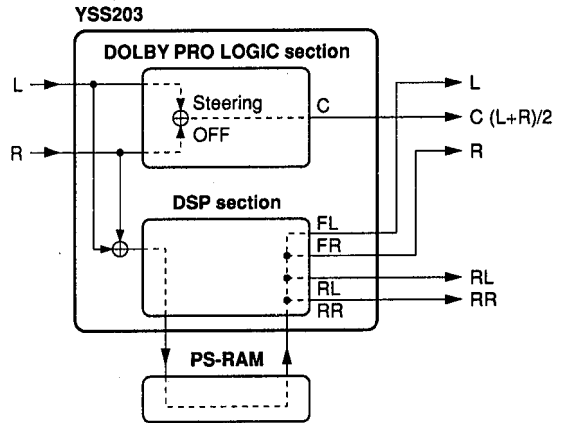 YSS203
DOLBY PRO LOGIC section
L
Steering
OFF
C
L
C (L+R)/2
R
R
DSP section
FL
FR
RL
RR
RL
RR
PS-RAM